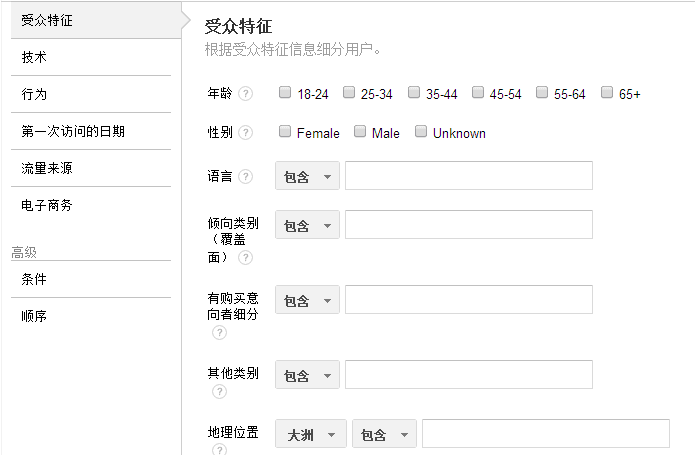 受众特征
技术
行为
第一次访问的日期
流量来源
电子商务
高级
条件
顺序
受众特征
根据受众特征信息细分用户。
年龄 ? 18-24 25-34 35-44 45-54 55-64 65+
性别 ? Female Male Unknown
语言 ? 包含
倾向类别
（覆盖
面） ?
包含
有购买意
向者细分
?
包含
其他类别
?
包含
地理位置
?
大洲 包含